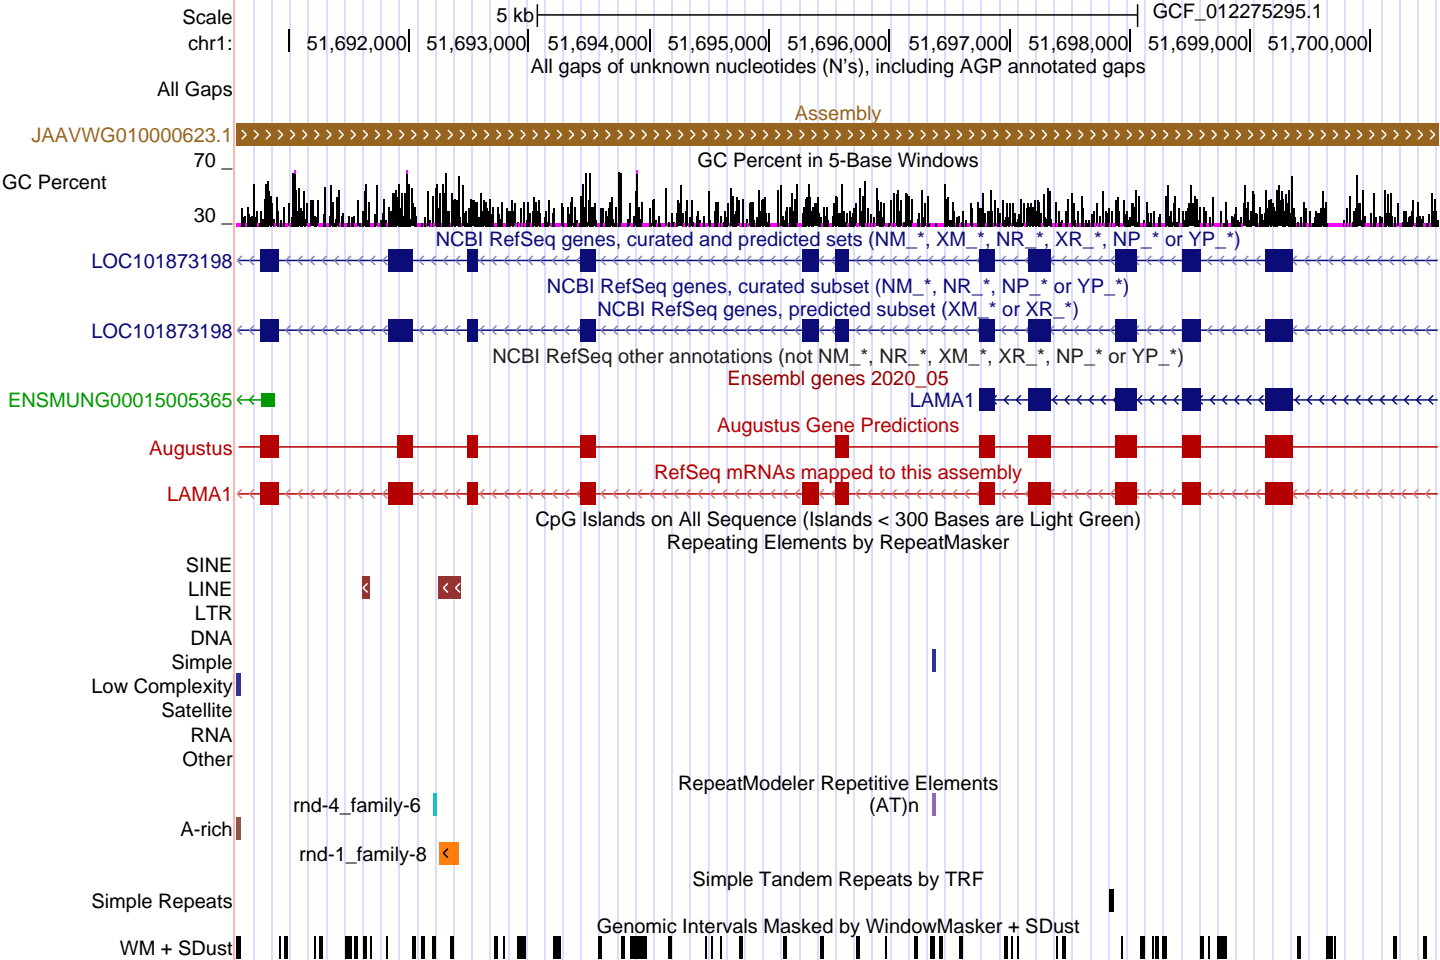 Scale 5 kb GCF_012275295.1
chr1: 51,692,000 51,693,000 51,694,000 51,695,000 51,696,000 51,697,000 51,698,000 51,699,000 51,700,000
All gaps of unknown nucleotides (N's), including AGP annotated gaps
All Gaps
Assembly
JAAVWG010000623.1
70
GC Percent in 5-Base Windows
GC Percent
30
NCBI RefSeq genes, curated and predicted sets (NM_*, XM_*, NR_*, XR_*, NP_* or YP_*)
LOC101873198
NCBI RefSeq genes, curated subset (NM_*, NR_*, NP_* or YP_*)
NCBI RefSeq genes, predicted subset (XM_* or XR_*)
LOC101873198
NCBI RefSeq other annotations (not NM_*, NR_*, XM_*, XR_*, NP_* or YP_*)
Ensembl genes 2020_05
ENSMUNG00015005365 LAMA1
Augustus Gene Predictions
Augustus
RefSeq mRNAs mapped to this assembly
LAMA1
CpG Islands on All Sequence (Islands < 300 Bases are Light Green)
Repeating Elements by RepeatMasker
SINE
LINE
LTR
DNA
Simple
Low Complexity
Satellite
RNA
Other
RepeatModeler Repetitive Elements
rnd-4_family-6 (AT)n
A-rich
rnd-1_family-8
Simple Tandem Repeats by TRF
Simple Repeats
Genomic Intervals Masked by WindowMasker + SDust
WM + SDust